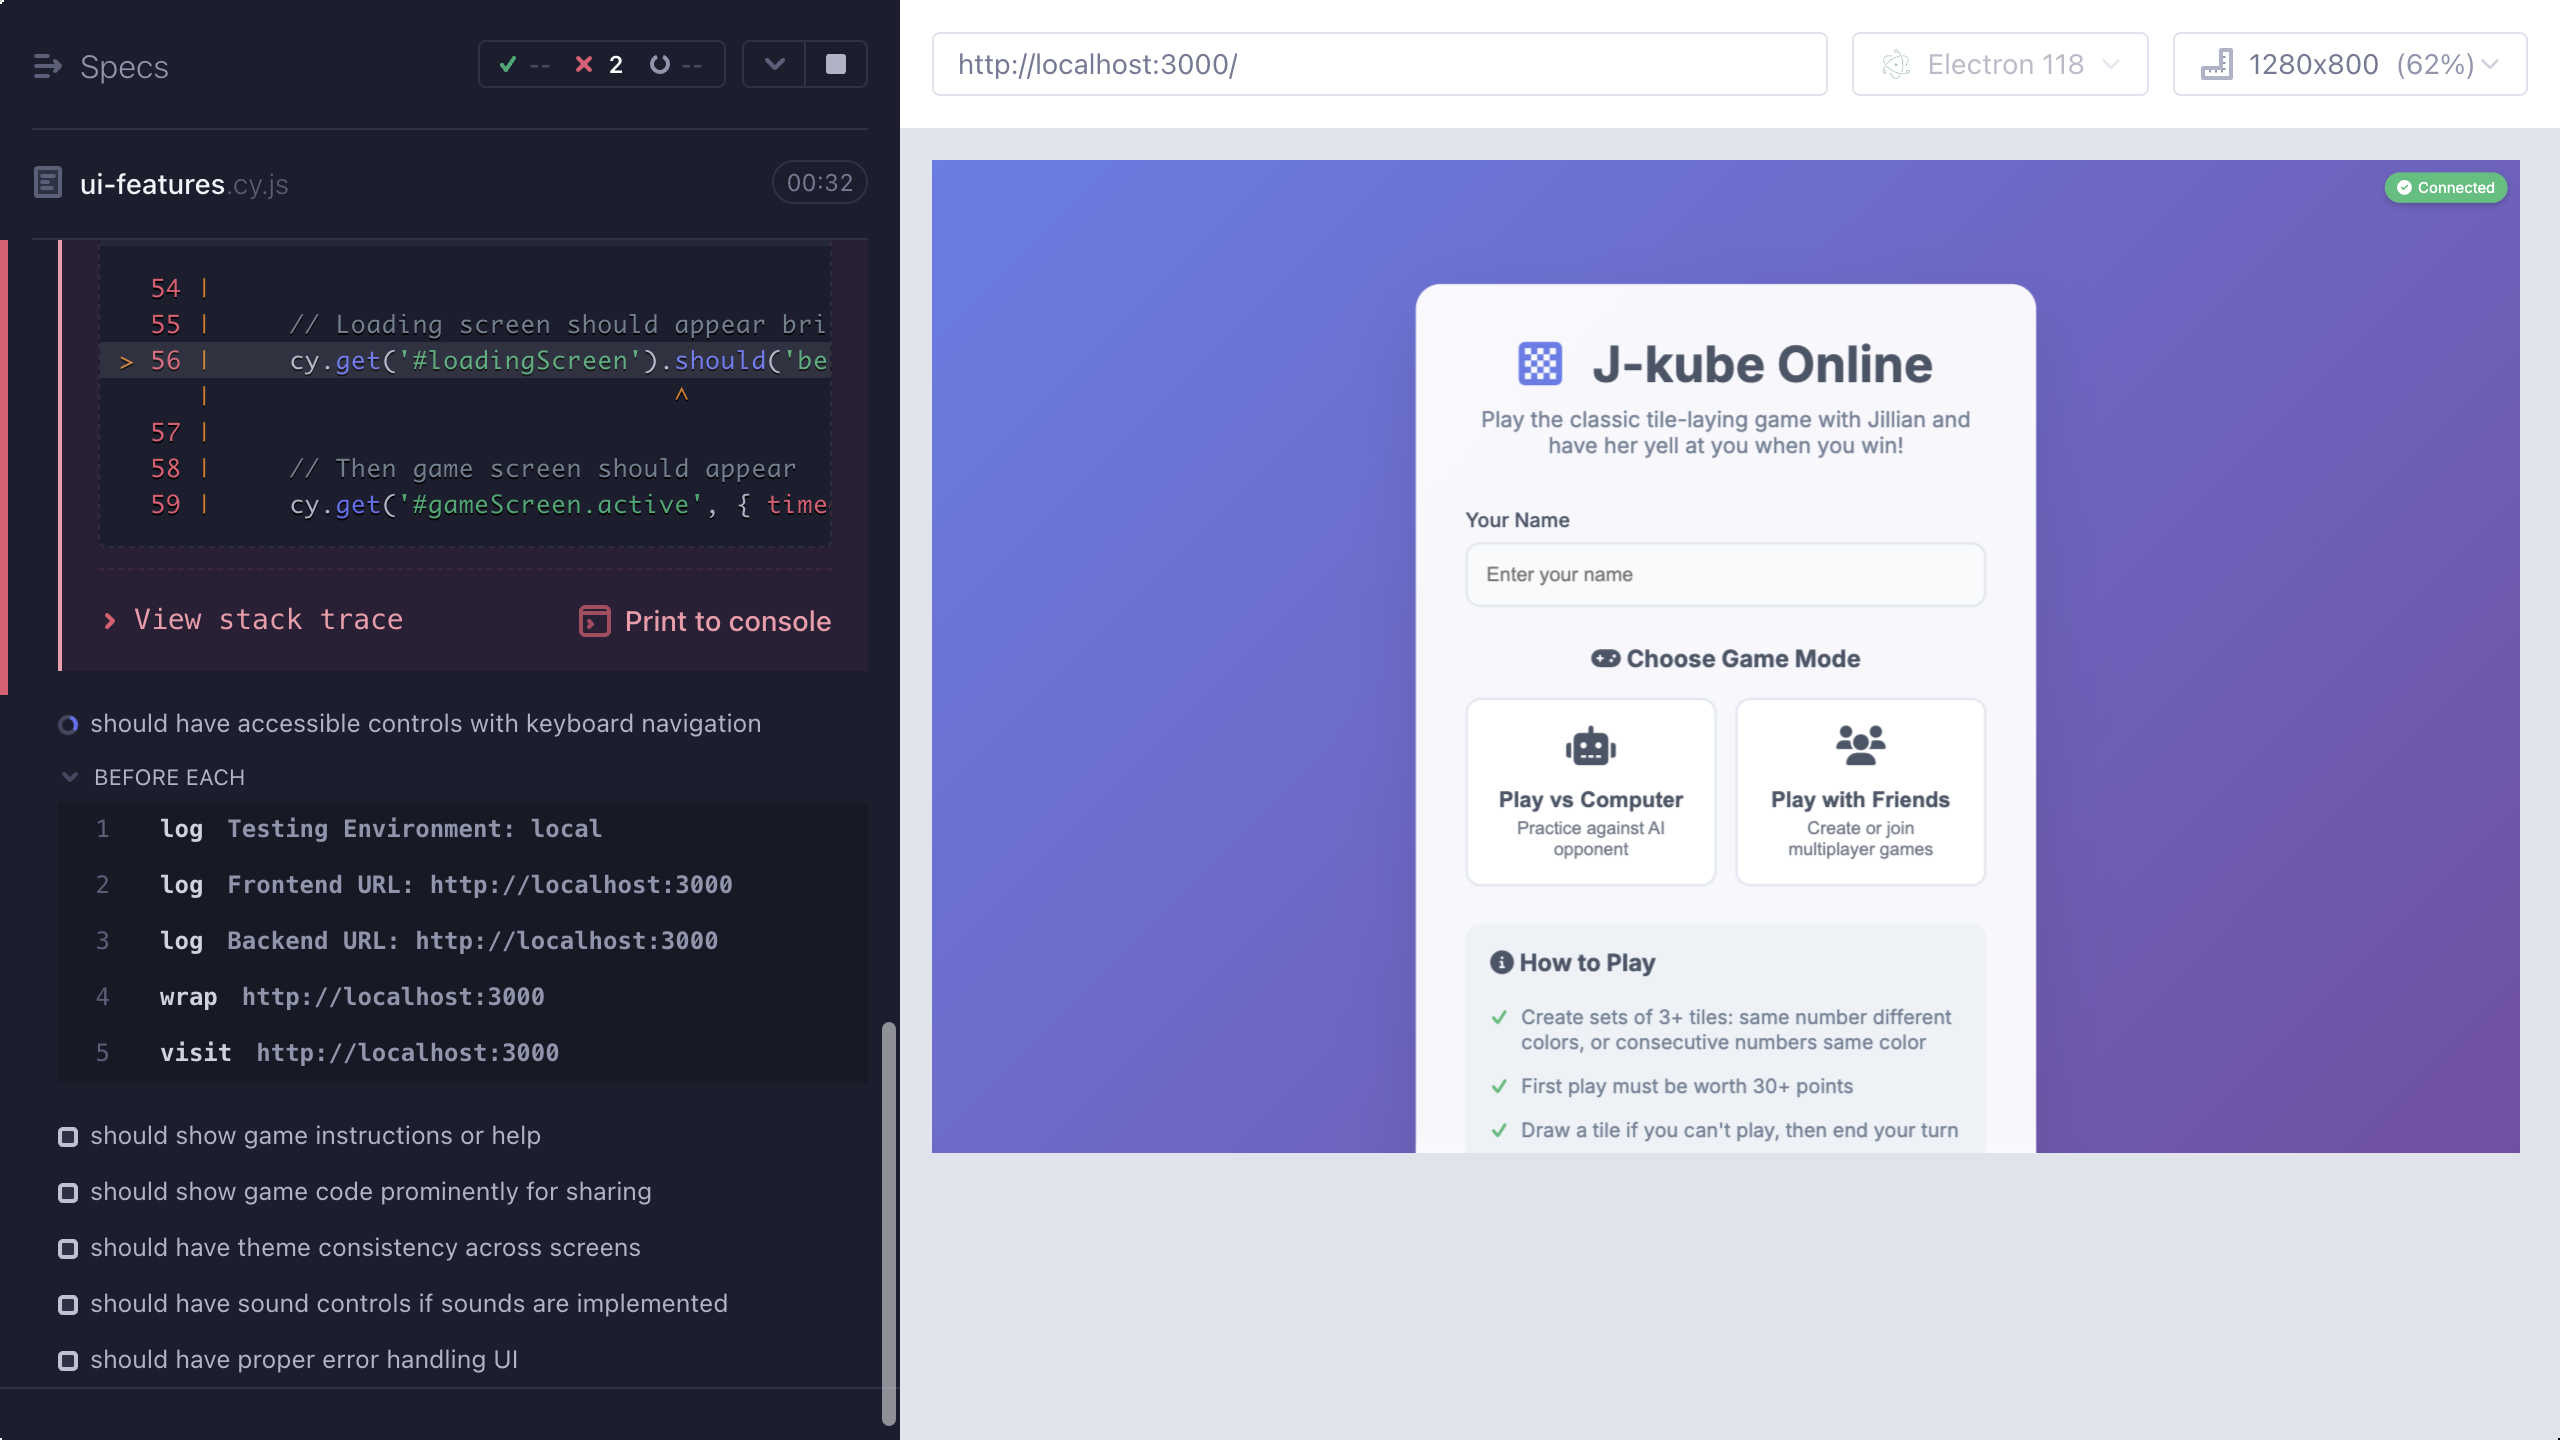 Specs
-- 2 --
ui-features.cy.js
00:32
54 |
55 | // Loading screen should appear bri
> 56 | cy.get('#loadingScreen').should('be
| ^
57 |
58 | // Then game screen should appear
59 | cy.get('#gameScreen.active', { time
View stack trace
Print to console
should have accessible controls with keyboard navigation
BEFORE EACH
1 log Testing Environment: local
2 log Frontend URL: http://localhost:3000
3 log Backend URL: http://localhost:3000
4 wrap http://localhost:3000
5 visit http://localhost:3000
should show game instructions or help
should show game code prominently for sharing
should have theme consistency across screens
should have sound controls if sounds are implemented
should have proper error handling UI
http://localhost:3000/
Electron 118
1280x800 (62%)
Connected
J-kube Online
Play the classic tile-laying game with Jillian and
have her yell at you when you win!
Your Name
Enter your name
Choose Game Mode
Play vs Computer
Practice against AI
opponent
Play with Friends
Create or join
multiplayer games
How to Play
Create sets of 3+ tiles: same number different
colors, or consecutive numbers same color
First play must be worth 30+ points
Draw a tile if you can't play, then end your turn